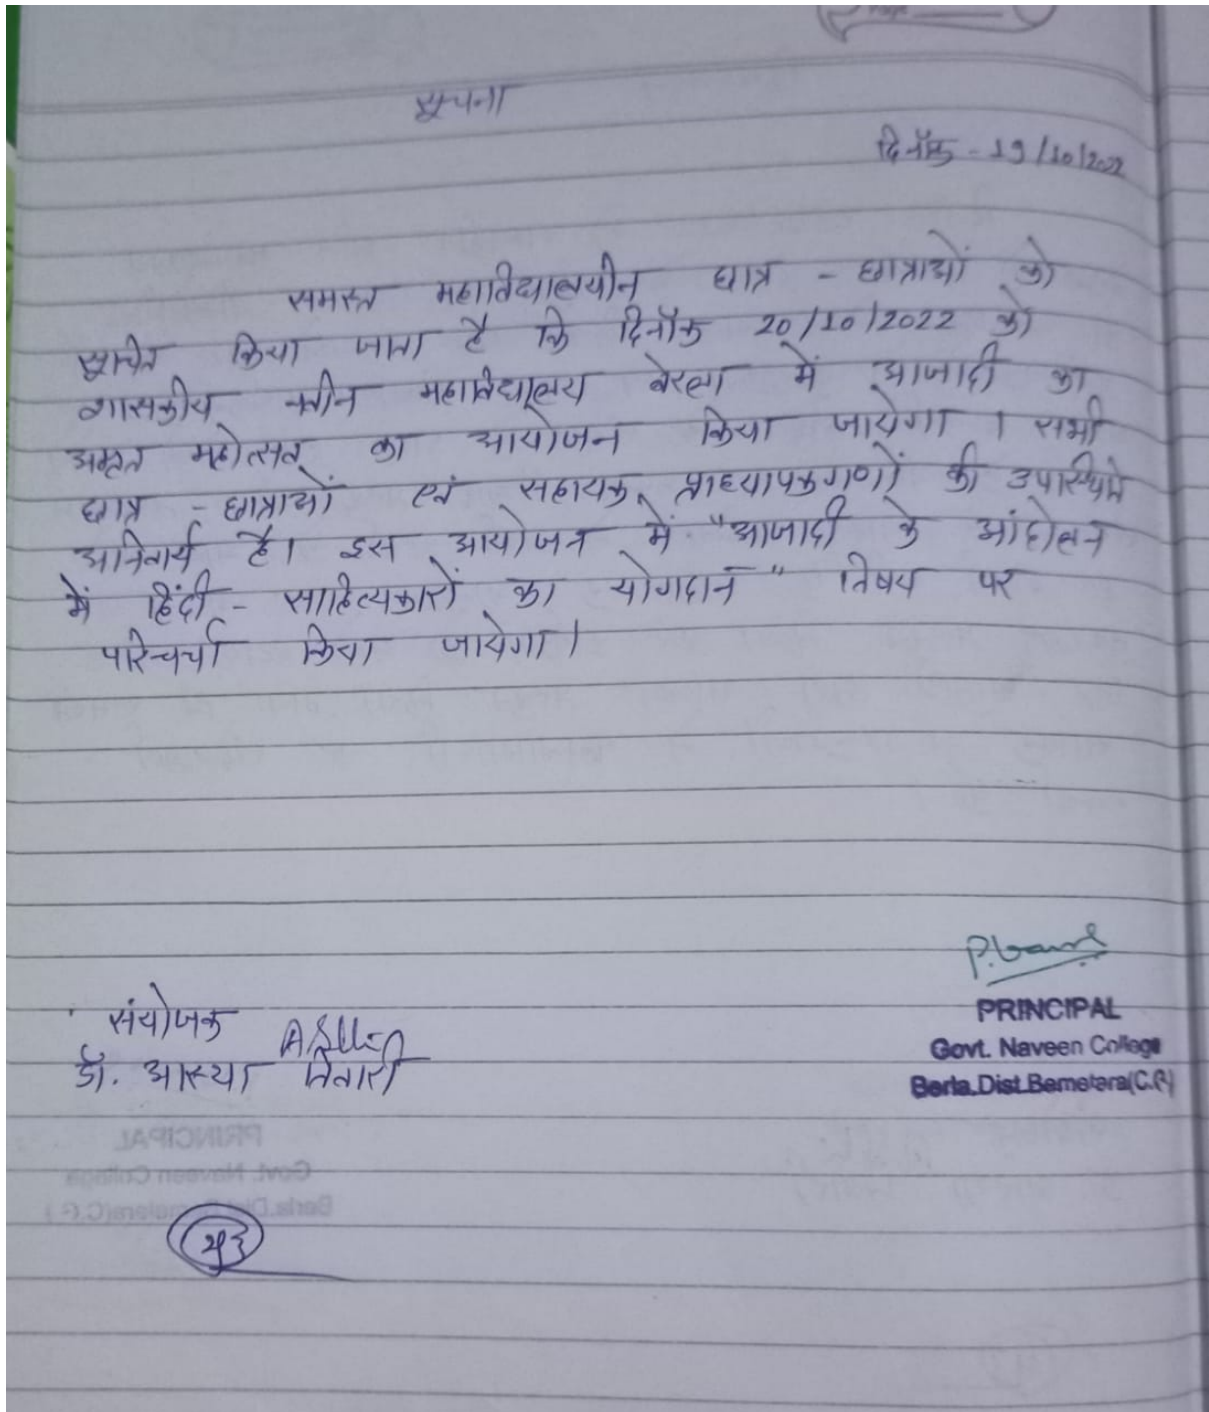 सूचना
दिनाँक - 19/10/2022
समस्त महाविद्यालयीन छात्र - छात्राओं को
सूचित किया जाता है कि दिनाँक 20/10/2022 को
शासकीय नवीन महाविद्यालय बेरला में आजादी का
अमृत महोत्सव का आयोजन किया जायेगा । सभी
छात्र - छात्राओं एवं सहायक प्राध्यापकगणों की उपस्थिति
अनिवार्य है। इस आयोजन में "आजादी के आंदोलन
में हिंदी - साहित्यकारों का योगदान" विषय पर
परिचर्चा किया जायेगा।
संयोजक
डॉ. आस्था तिवारी
PRINCIPAL
Govt. Naveen College
Berla.Dist.Bemetara(C.G)